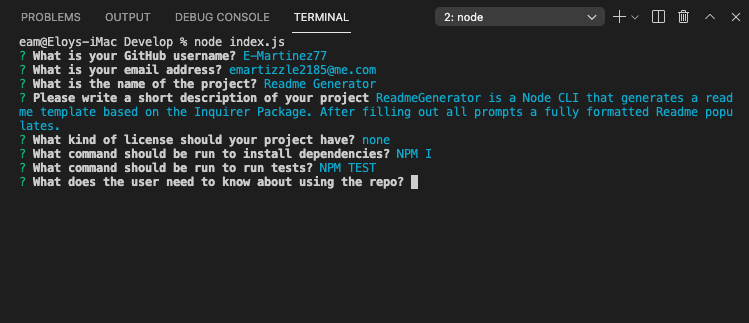 PROBLEMS OUTPUT DEBUG CONSOLE TERMINAL 2: node
eam@Eloys-iMac Develop % node index.js
? What is your GitHub username? E-Martinez77
? What is your email address? emartizzle2185@me.com
? What is the name of the project? Readme Generator
? Please write a short description of your project ReadmeGenerator is a Node CLI that generates a read
me template based on the Inquirer Package. After filling out all prompts a fully formatted Readme popu
lates.
? What kind of license should your project have? none
? What command should be run to install dependencies? NPM I
? What command should be run to run tests? NPM TEST
? What does the user need to know about using the repo?